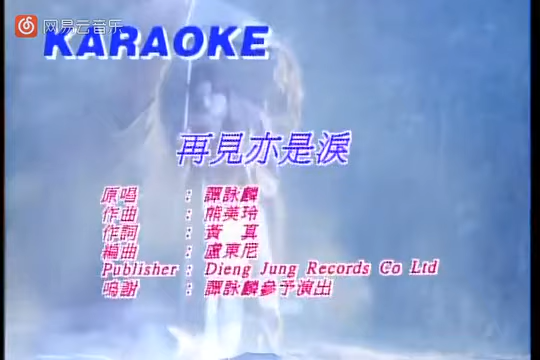 网易云音乐
KARAOKE
再見亦是淚
原唱 : 譚詠麟
作曲 : 熊美玲
作詞 : 黃 真
編曲 : 盧東尼
Publisher : Dieng Jung Records Co Ltd
鳴謝 : 譚詠麟參予演出